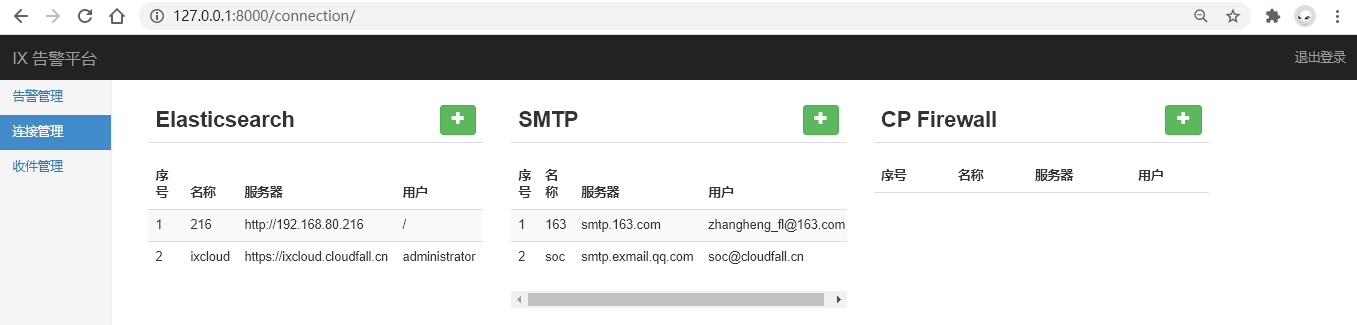 127.0.0.1:8000/connection/
IX 告警平台 退出登录
告警管理
连接管理
收件管理
Elasticsearch
序号 名称 服务器 用户
1 216 http://192.168.80.216 /
2 ixcloud https://ixcloud.cloudfall.cn administrator
SMTP
序号 名称 服务器 用户
1 163 smtp.163.com zhangheng_fl@163.com
2 soc smtp.exmail.qq.com soc@cloudfall.cn
CP Firewall
序号 名称 服务器 用户